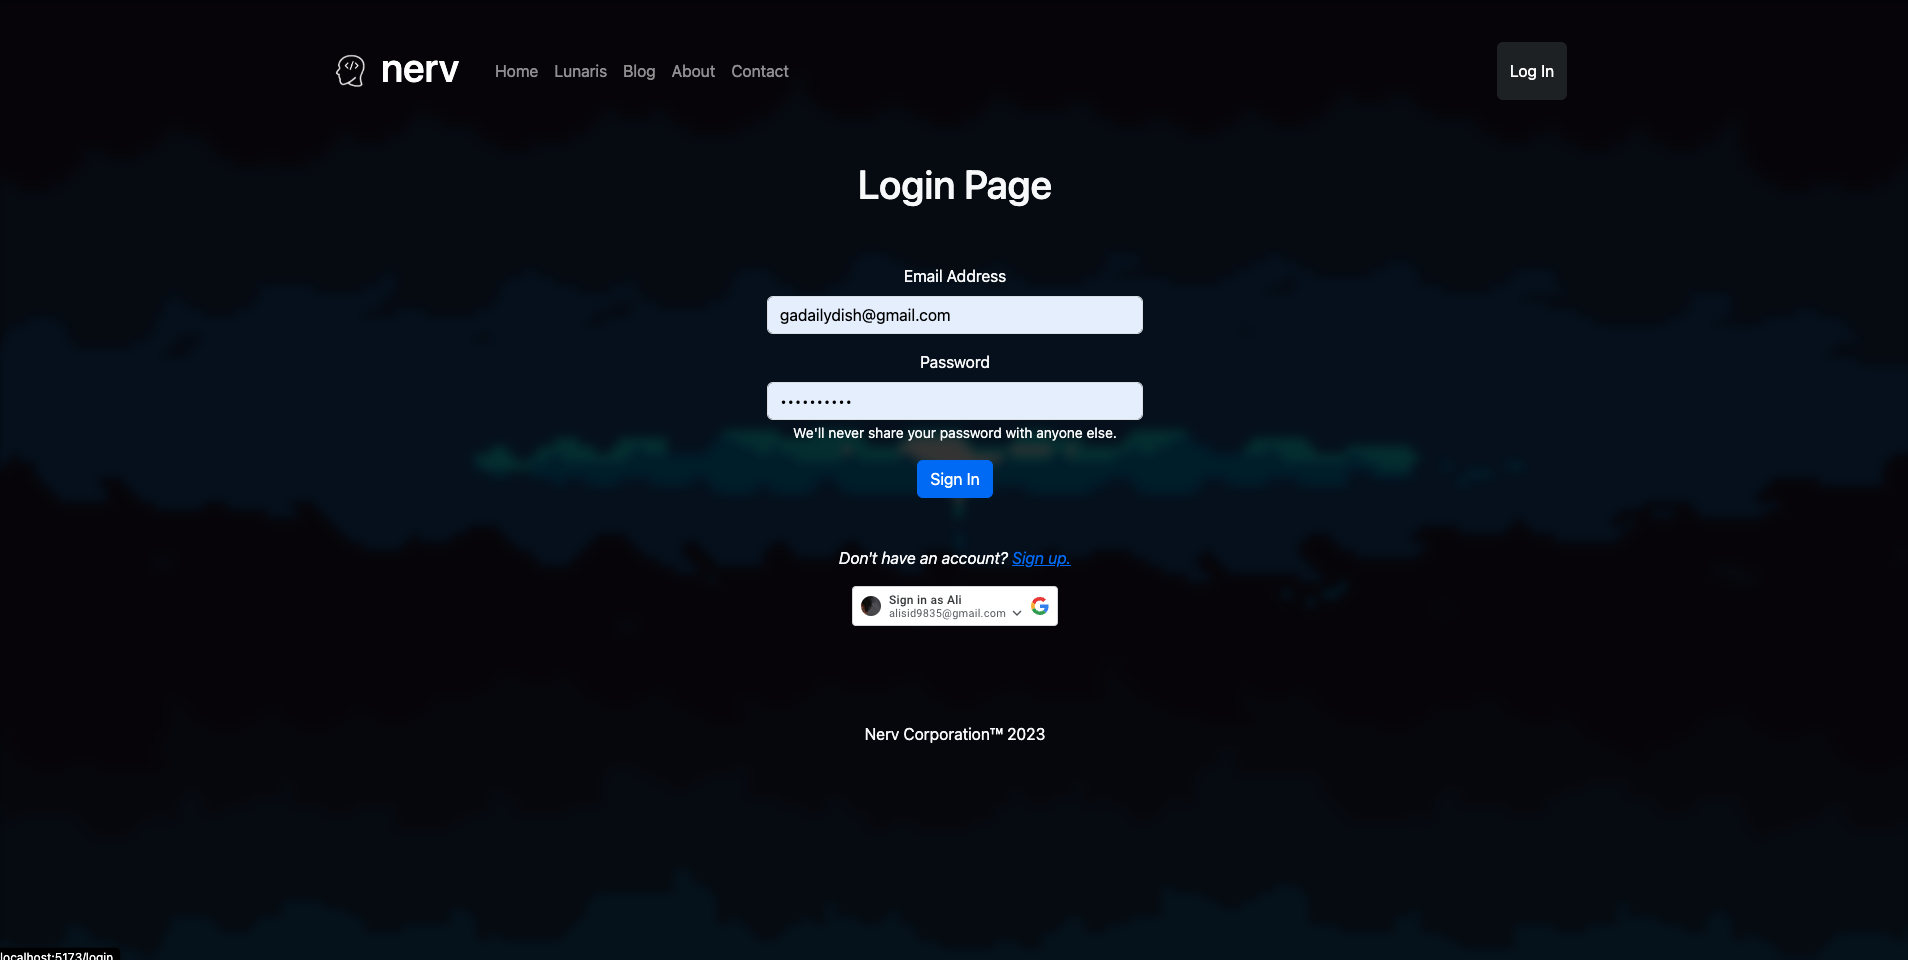 nerv
Home Lunaris Blog About Contact
Log In
Login Page
Email Address
gadailydish@gmail.com
Password
••••••••••
We'll never share your password with anyone else.
Sign In
Don't have an account? Sign up.
Sign in as Ali
alisid9835@gmail.com
Nerv Corporation™ 2023
localhost:5173/login